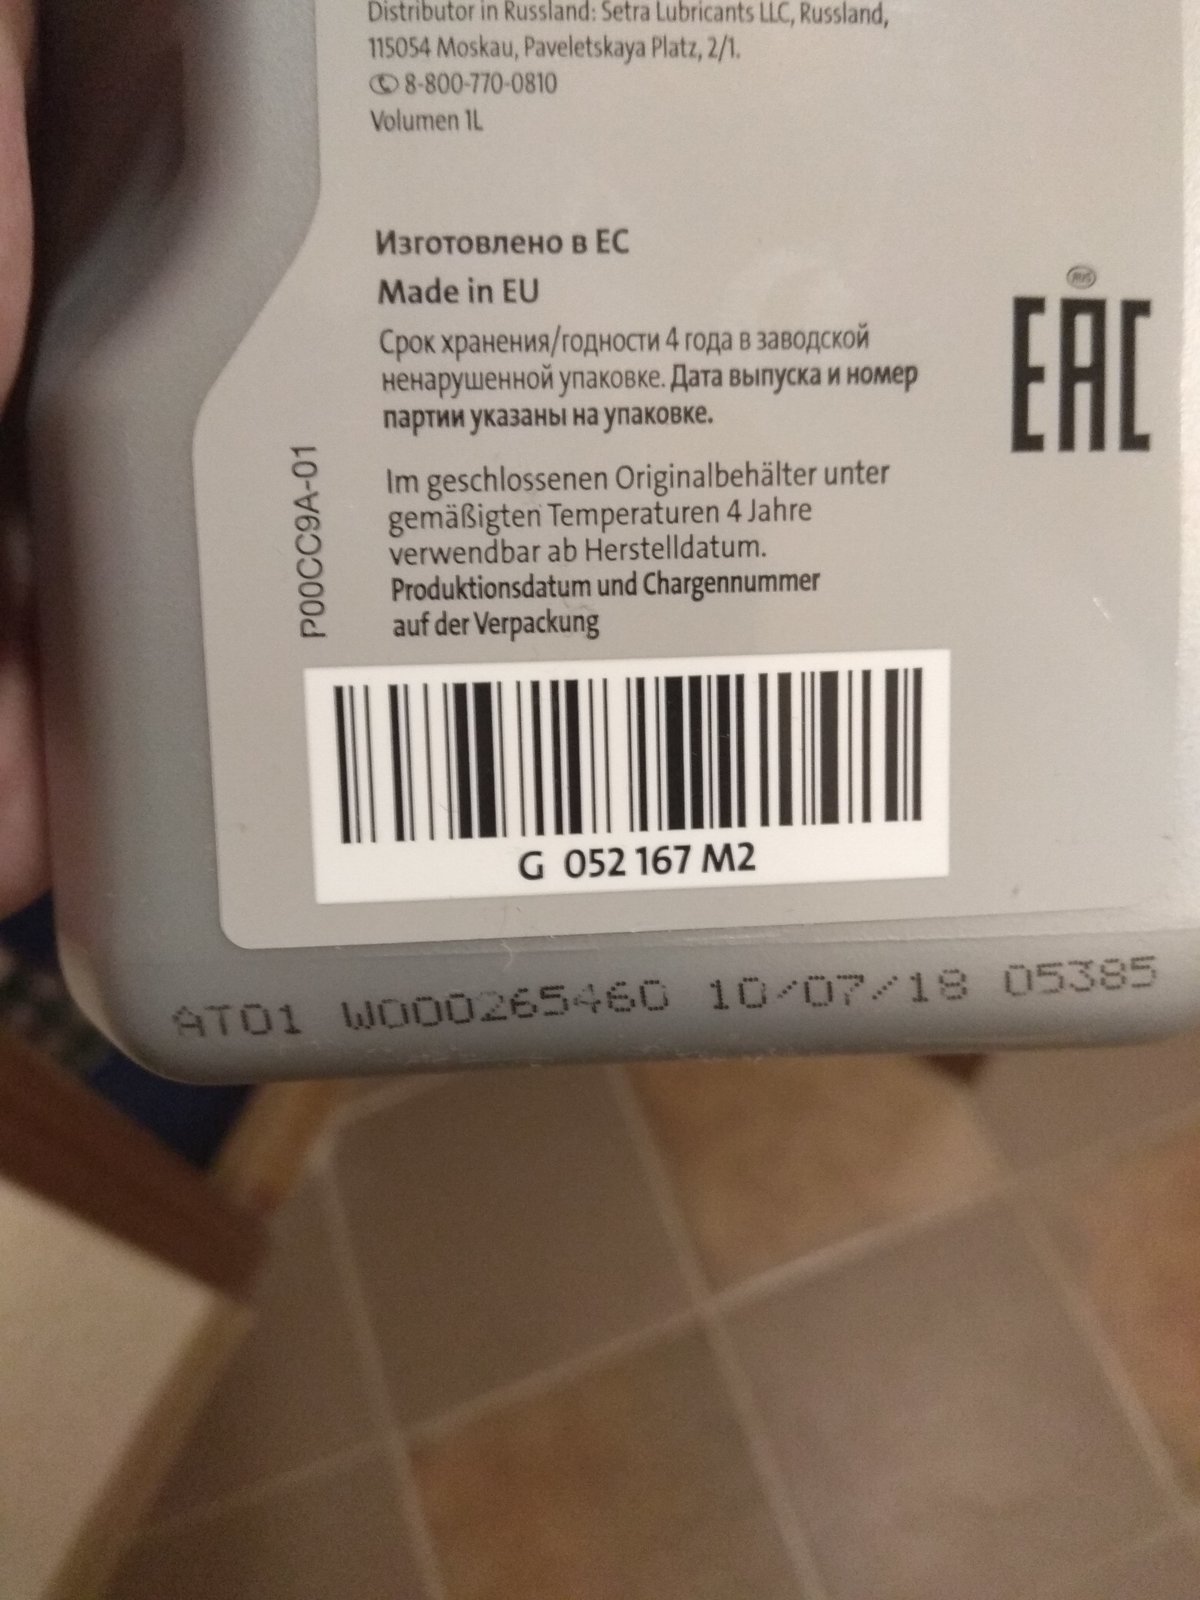 Distributor in Russland: Setra Lubricants LLC, Russland,
115054 Moskau, Paveletskaya Platz, 2/1.
8-800-770-0810
Volumen 1L
Изготовлено в ЕС
Made in EU
Срок хранения/годности 4 года в заводской
ненарушенной упаковке. Дата выпуска и номер
партии указаны на упаковке.
EAC
Im geschlossenen Originalbehälter unter
gemäßigten Temperaturen 4 Jahre
verwendbar ab Herstelldatum.
Produktionsdatum und Chargennummer
auf der Verpackung
P00CC9A-01
G 052 167 M2
AT01 W000265460 10/07/18 05385